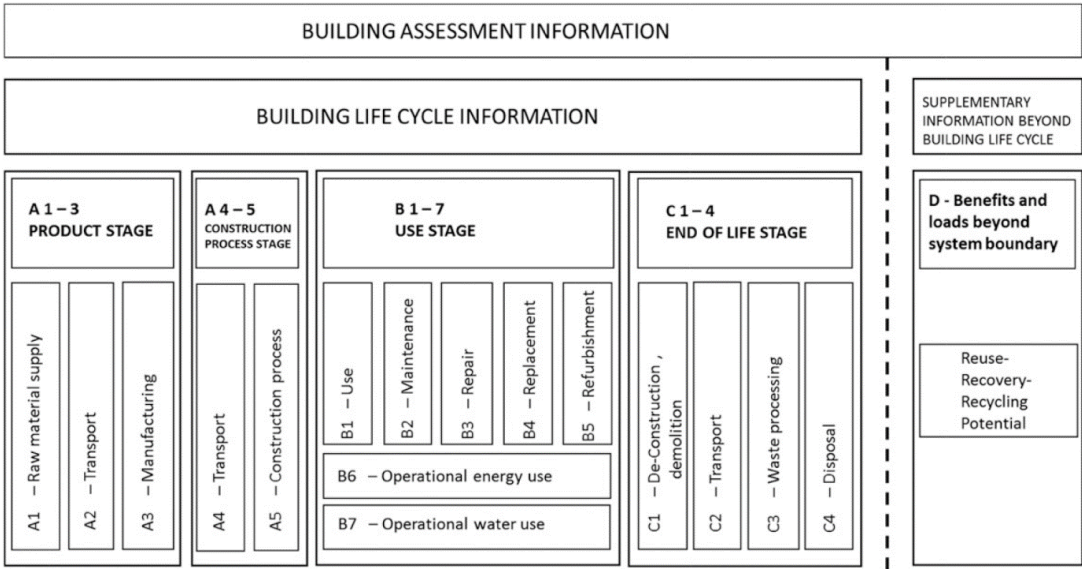 BUILDING ASSESSMENT INFORMATION
BUILDING LIFE CYCLE INFORMATION
SUPPLEMENTARY
INFORMATION BEYOND
BUILDING LIFE CYCLE
A 1 – 3
PRODUCT STAGE
A 4 – 5
CONSTRUCTION
PROCESS STAGE
B 1 – 7
USE STAGE
C 1 – 4
END OF LIFE STAGE
D - Benefits and
loads beyond
system boundary
A1 – Raw material supply
A2 – Transport
A3 – Manufacturing
A4 – Transport
A5 – Construction process
B1 – Use
B2 – Maintenance
B3 – Repair
B4 – Replacement
B5 – Refurbishment
B6 – Operational energy use
B7 – Operational water use
C1 – De-Construction ,
demolition
C2 – Transport
C3 – Waste processing
C4 – Disposal
Reuse-
Recovery-
Recycling
Potential